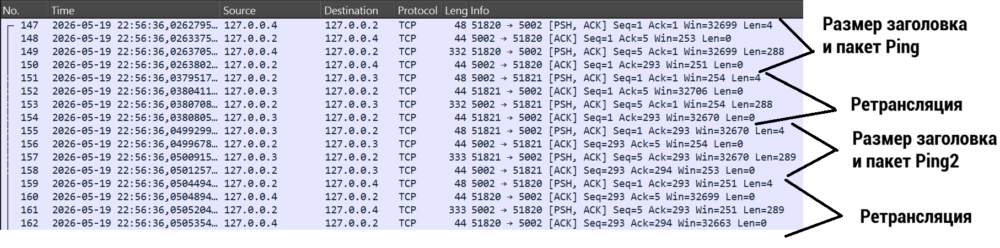 No. Time Source Destination Protocol Leng Info
147 2026-05-19 22:56:36,0262795… 127.0.0.4 127.0.0.2 TCP 48 51820 → 5002 [PSH, ACK] Seq=1 Ack=1 Win=32699 Len=4
148 2026-05-19 22:56:36,0263375… 127.0.0.2 127.0.0.4 TCP 44 5002 → 51820 [ACK] Seq=1 Ack=5 Win=253 Len=0
149 2026-05-19 22:56:36,0263705… 127.0.0.4 127.0.0.2 TCP 332 51820 → 5002 [PSH, ACK] Seq=5 Ack=1 Win=32699 Len=288
150 2026-05-19 22:56:36,0263802… 127.0.0.2 127.0.0.4 TCP 44 5002 → 51820 [ACK] Seq=1 Ack=293 Win=251 Len=0
Размер заголовка
и пакет Ping
151 2026-05-19 22:56:36,0379517… 127.0.0.2 127.0.0.3 TCP 48 5002 → 51821 [PSH, ACK] Seq=1 Ack=1 Win=254 Len=4
152 2026-05-19 22:56:36,0380411… 127.0.0.3 127.0.0.2 TCP 44 51821 → 5002 [ACK] Seq=1 Ack=5 Win=32706 Len=0
153 2026-05-19 22:56:36,0380708… 127.0.0.2 127.0.0.3 TCP 332 5002 → 51821 [PSH, ACK] Seq=5 Ack=1 Win=254 Len=288
154 2026-05-19 22:56:36,0380805… 127.0.0.3 127.0.0.2 TCP 44 51821 → 5002 [ACK] Seq=1 Ack=293 Win=32670 Len=0
Ретрансляция
155 2026-05-19 22:56:36,0499299… 127.0.0.3 127.0.0.2 TCP 48 51821 → 5002 [PSH, ACK] Seq=1 Ack=293 Win=32670 Len=4
156 2026-05-19 22:56:36,0499678… 127.0.0.2 127.0.0.3 TCP 44 5002 → 51821 [ACK] Seq=293 Ack=5 Win=254 Len=0
157 2026-05-19 22:56:36,0500915… 127.0.0.3 127.0.0.2 TCP 333 51821 → 5002 [PSH, ACK] Seq=5 Ack=293 Win=32670 Len=289
158 2026-05-19 22:56:36,0501257… 127.0.0.2 127.0.0.3 TCP 44 5002 → 51821 [ACK] Seq=293 Ack=294 Win=253 Len=0
Размер заголовка
и пакет Ping2
159 2026-05-19 22:56:36,0504494… 127.0.0.2 127.0.0.4 TCP 48 5002 → 51820 [PSH, ACK] Seq=1 Ack=293 Win=251 Len=4
160 2026-05-19 22:56:36,0504894… 127.0.0.4 127.0.0.2 TCP 44 51820 → 5002 [ACK] Seq=293 Ack=5 Win=32699 Len=0
161 2026-05-19 22:56:36,0505204… 127.0.0.2 127.0.0.4 TCP 333 5002 → 51820 [PSH, ACK] Seq=5 Ack=293 Win=251 Len=289
162 2026-05-19 22:56:36,0505354… 127.0.0.4 127.0.0.2 TCP 44 51820 → 5002 [ACK] Seq=293 Ack=294 Win=32663 Len=0
Ретрансляция